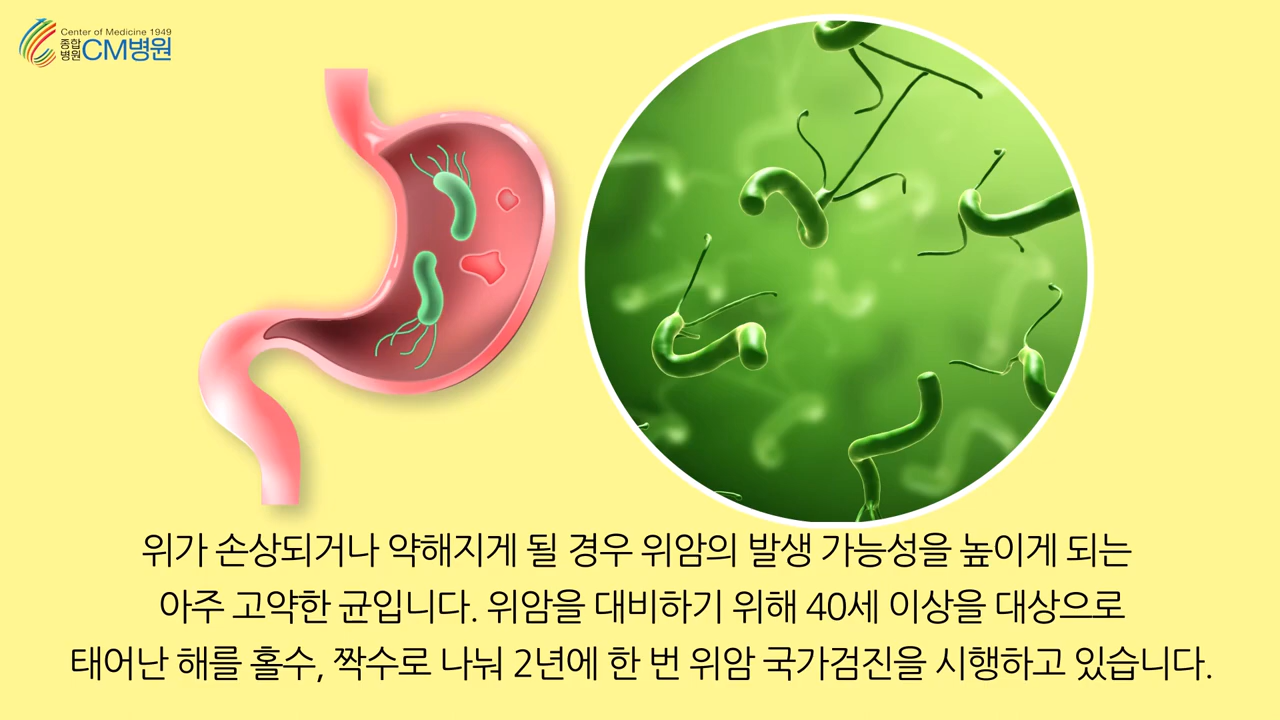 Center of Medicine 1949
종합병원 CM병원
위가 손상되거나 약해지게 될 경우 위암의 발생 가능성을 높이게 되는
아주 고약한 균입니다. 위암을 대비하기 위해 40세 이상을 대상으로
태어난 해를 홀수, 짝수로 나눠 2년에 한 번 위암 국가검진을 시행하고 있습니다.